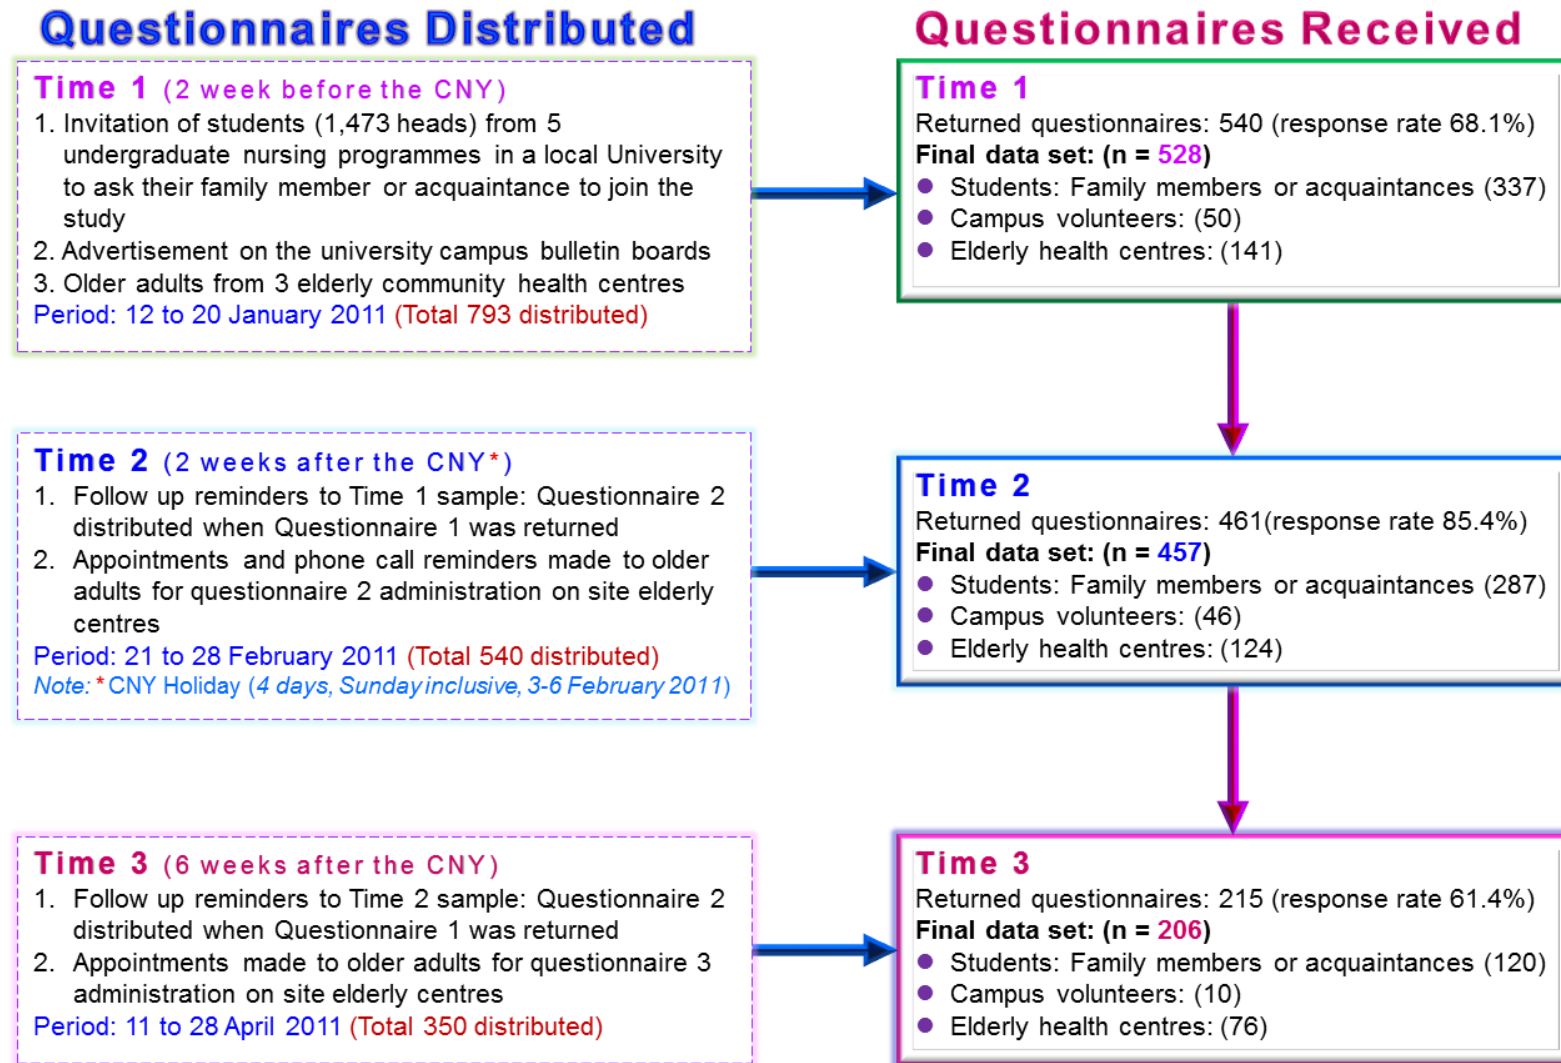 Questionnaires Distributed
Time 1 (2 week before the CNY)
1. Invitation of students (1,473 heads) from 5
undergraduate nursing programmes in a local University
to ask their family member or acquaintance to join the
study
2. Advertisement on the university campus bulletin boards
3. Older adults from 3 elderly community health centres
Period: 12 to 20 January 2011 (Total 793 distributed)
Questionnaires Received
Time 1
Returned questionnaires: 540 (response rate 68.1%)
Final data set: (n = 528)
Students: Family members or acquaintances (337)
Campus volunteers: (50)
Elderly health centres: (141)
Time 2 (2 weeks after the CNY*)
1. Follow up reminders to Time 1 sample: Questionnaire 2
distributed when Questionnaire 1 was returned
2. Appointments and phone call reminders made to older
adults for questionnaire 2 administration on site elderly
centres
Period: 21 to 28 February 2011 (Total 540 distributed)
Note: * CNY Holiday (4 days, Sunday inclusive, 3-6 February 2011)
Time 2
Returned questionnaires: 461(response rate 85.4%)
Final data set: (n = 457)
Students: Family members or acquaintances (287)
Campus volunteers: (46)
Elderly health centres: (124)
Time 3 (6 weeks after the CNY)
1. Follow up reminders to Time 2 sample: Questionnaire 2
distributed when Questionnaire 1 was returned
2. Appointments made to older adults for questionnaire 3
administration on site elderly centres
Period: 11 to 28 April 2011 (Total 350 distributed)
Time 3
Returned questionnaires: 215 (response rate 61.4%)
Final data set: (n = 206)
Students: Family members or acquaintances (120)
Campus volunteers: (10)
Elderly health centres: (76)